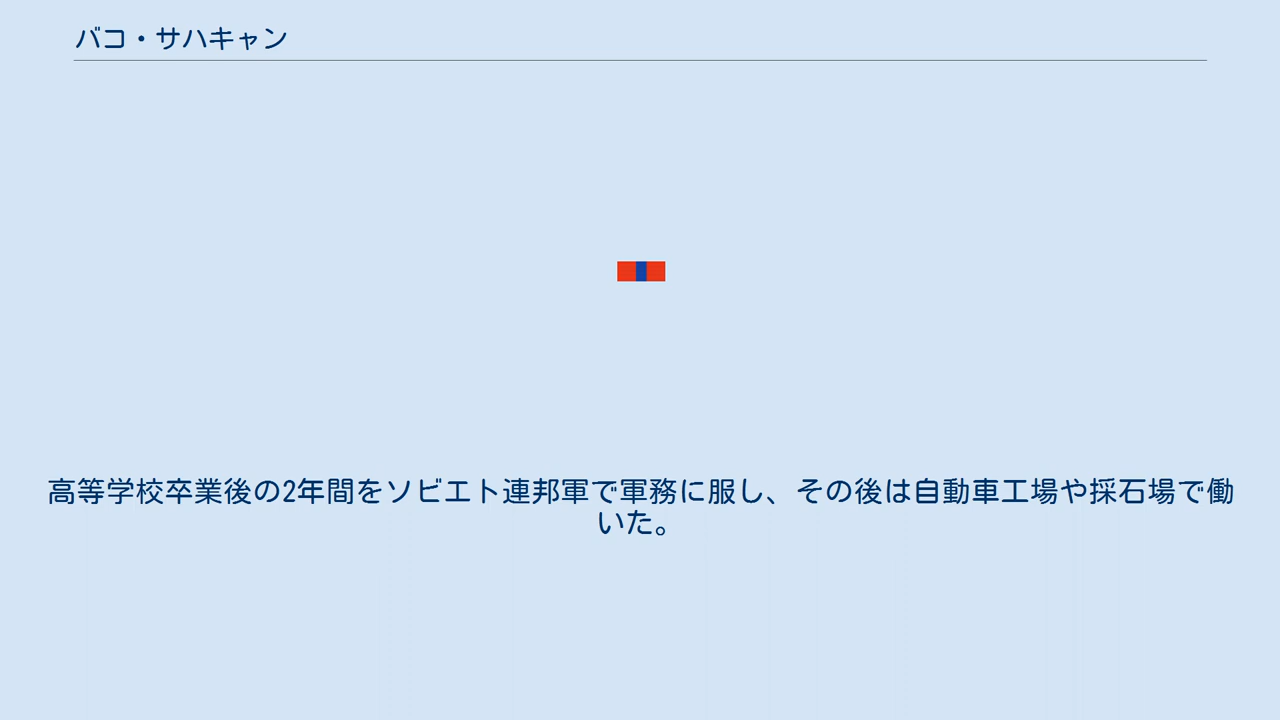 バコ・サハキャン
高等学校卒業後の2年間をソビエト連邦軍で軍務に服し、その後は自動車工場や採石場で働
いた。